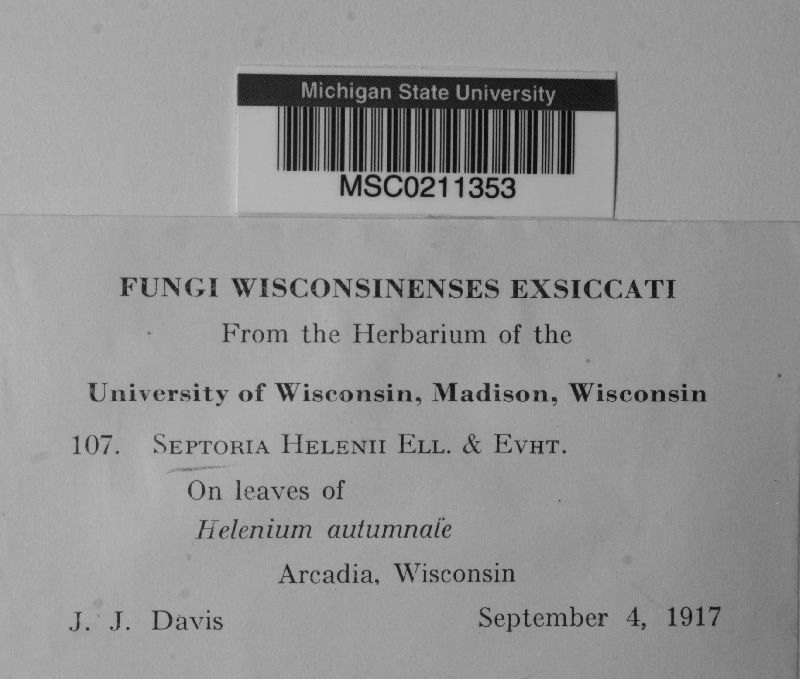 Michigan State University
MSC0211353
FUNGI WISCONSINENSES EXSICCATI
From the Herbarium of the
University of Wisconsin, Madison, Wisconsin
107. SEPTORIA HELENII ELL. & EVHT.
On leaves of
Helenium autumnale
Arcadia, Wisconsin
J. J. Davis September 4, 1917